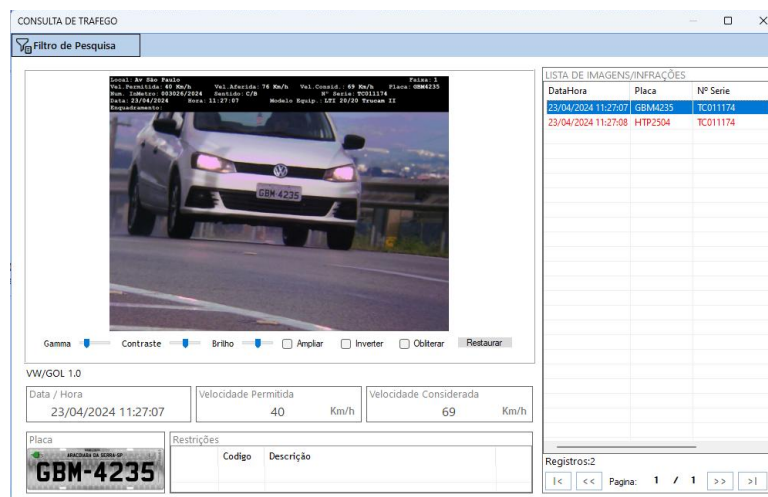 CONSULTA DE TRAFEGO
Filtro de Pesquisa
Local: Av São Paulo Faixa: 1
Vel.Permitida: 40 Km/h Vel.Aferida: 76 Km/h Vel.Consid.: 69 Km/h Placa: GBM4235
Num. InMetro: 003026/2024 Sentido: C/B Nº Serie: TC011174
Data: 23/04/2024 Hora: 11:27:07 Modelo Equip.: LTI 20/20 Trucam II
Enquadramento:
GBM 4235
Gamma Contraste Brilho Ampliar Inverter Obliterar Restaurar
VW/GOL 1.0
Data / Hora Velocidade Permitida Velocidade Considerada
23/04/2024 11:27:07 40 Km/h 69 Km/h
Placa Restrições
Codigo Descrição
ARACOIABA DA SERRA-SP
GBM-4235
LISTA DE IMAGENS/INFRAÇÕES
DataHora Placa Nº Serie
23/04/2024 11:27:07 GBM4235 TC011174
23/04/2024 11:27:08 HTP2504 TC011174
Registros:2
|< << Pagina: 1 / 1 >> >|